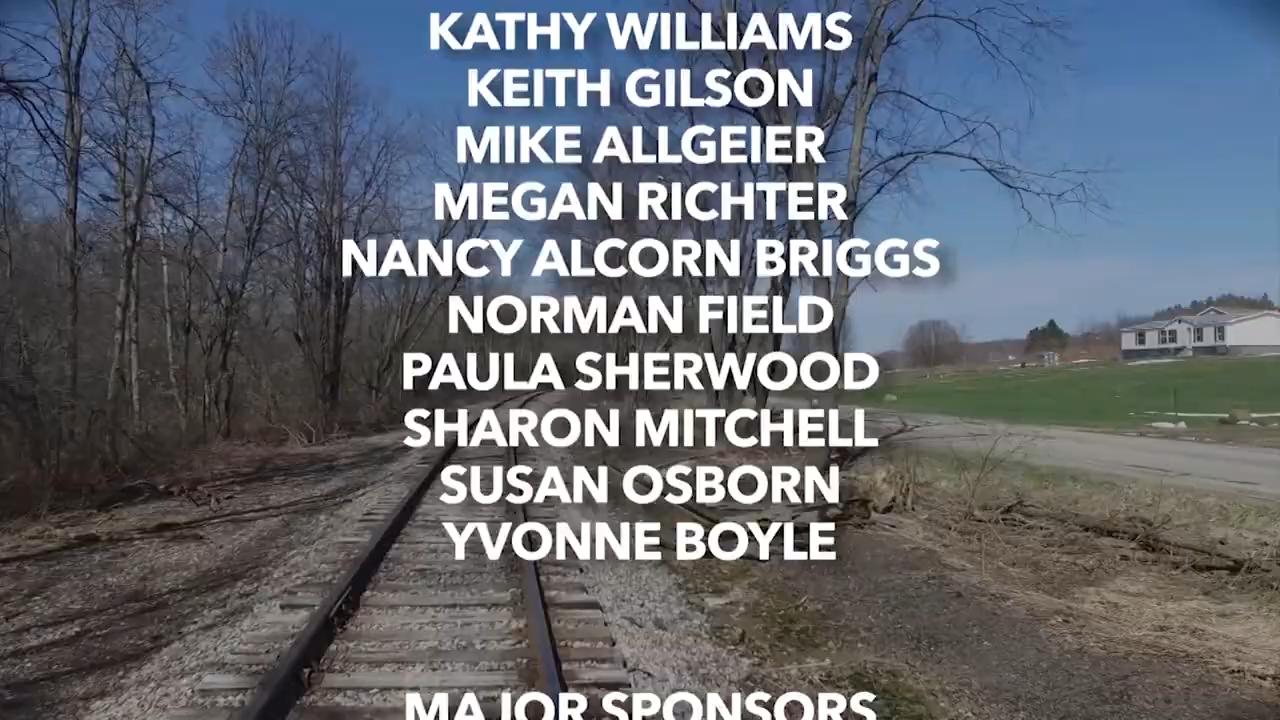 KATHY WILLIAMS
KEITH GILSON
MIKE ALLGEIER
MEGAN RICHTER
NANCY ALCORN BRIGGS
NORMAN FIELD
PAULA SHERWOOD
SHARON MITCHELL
SUSAN OSBORN
YVONNE BOYLE
MAJOR SPONSORS